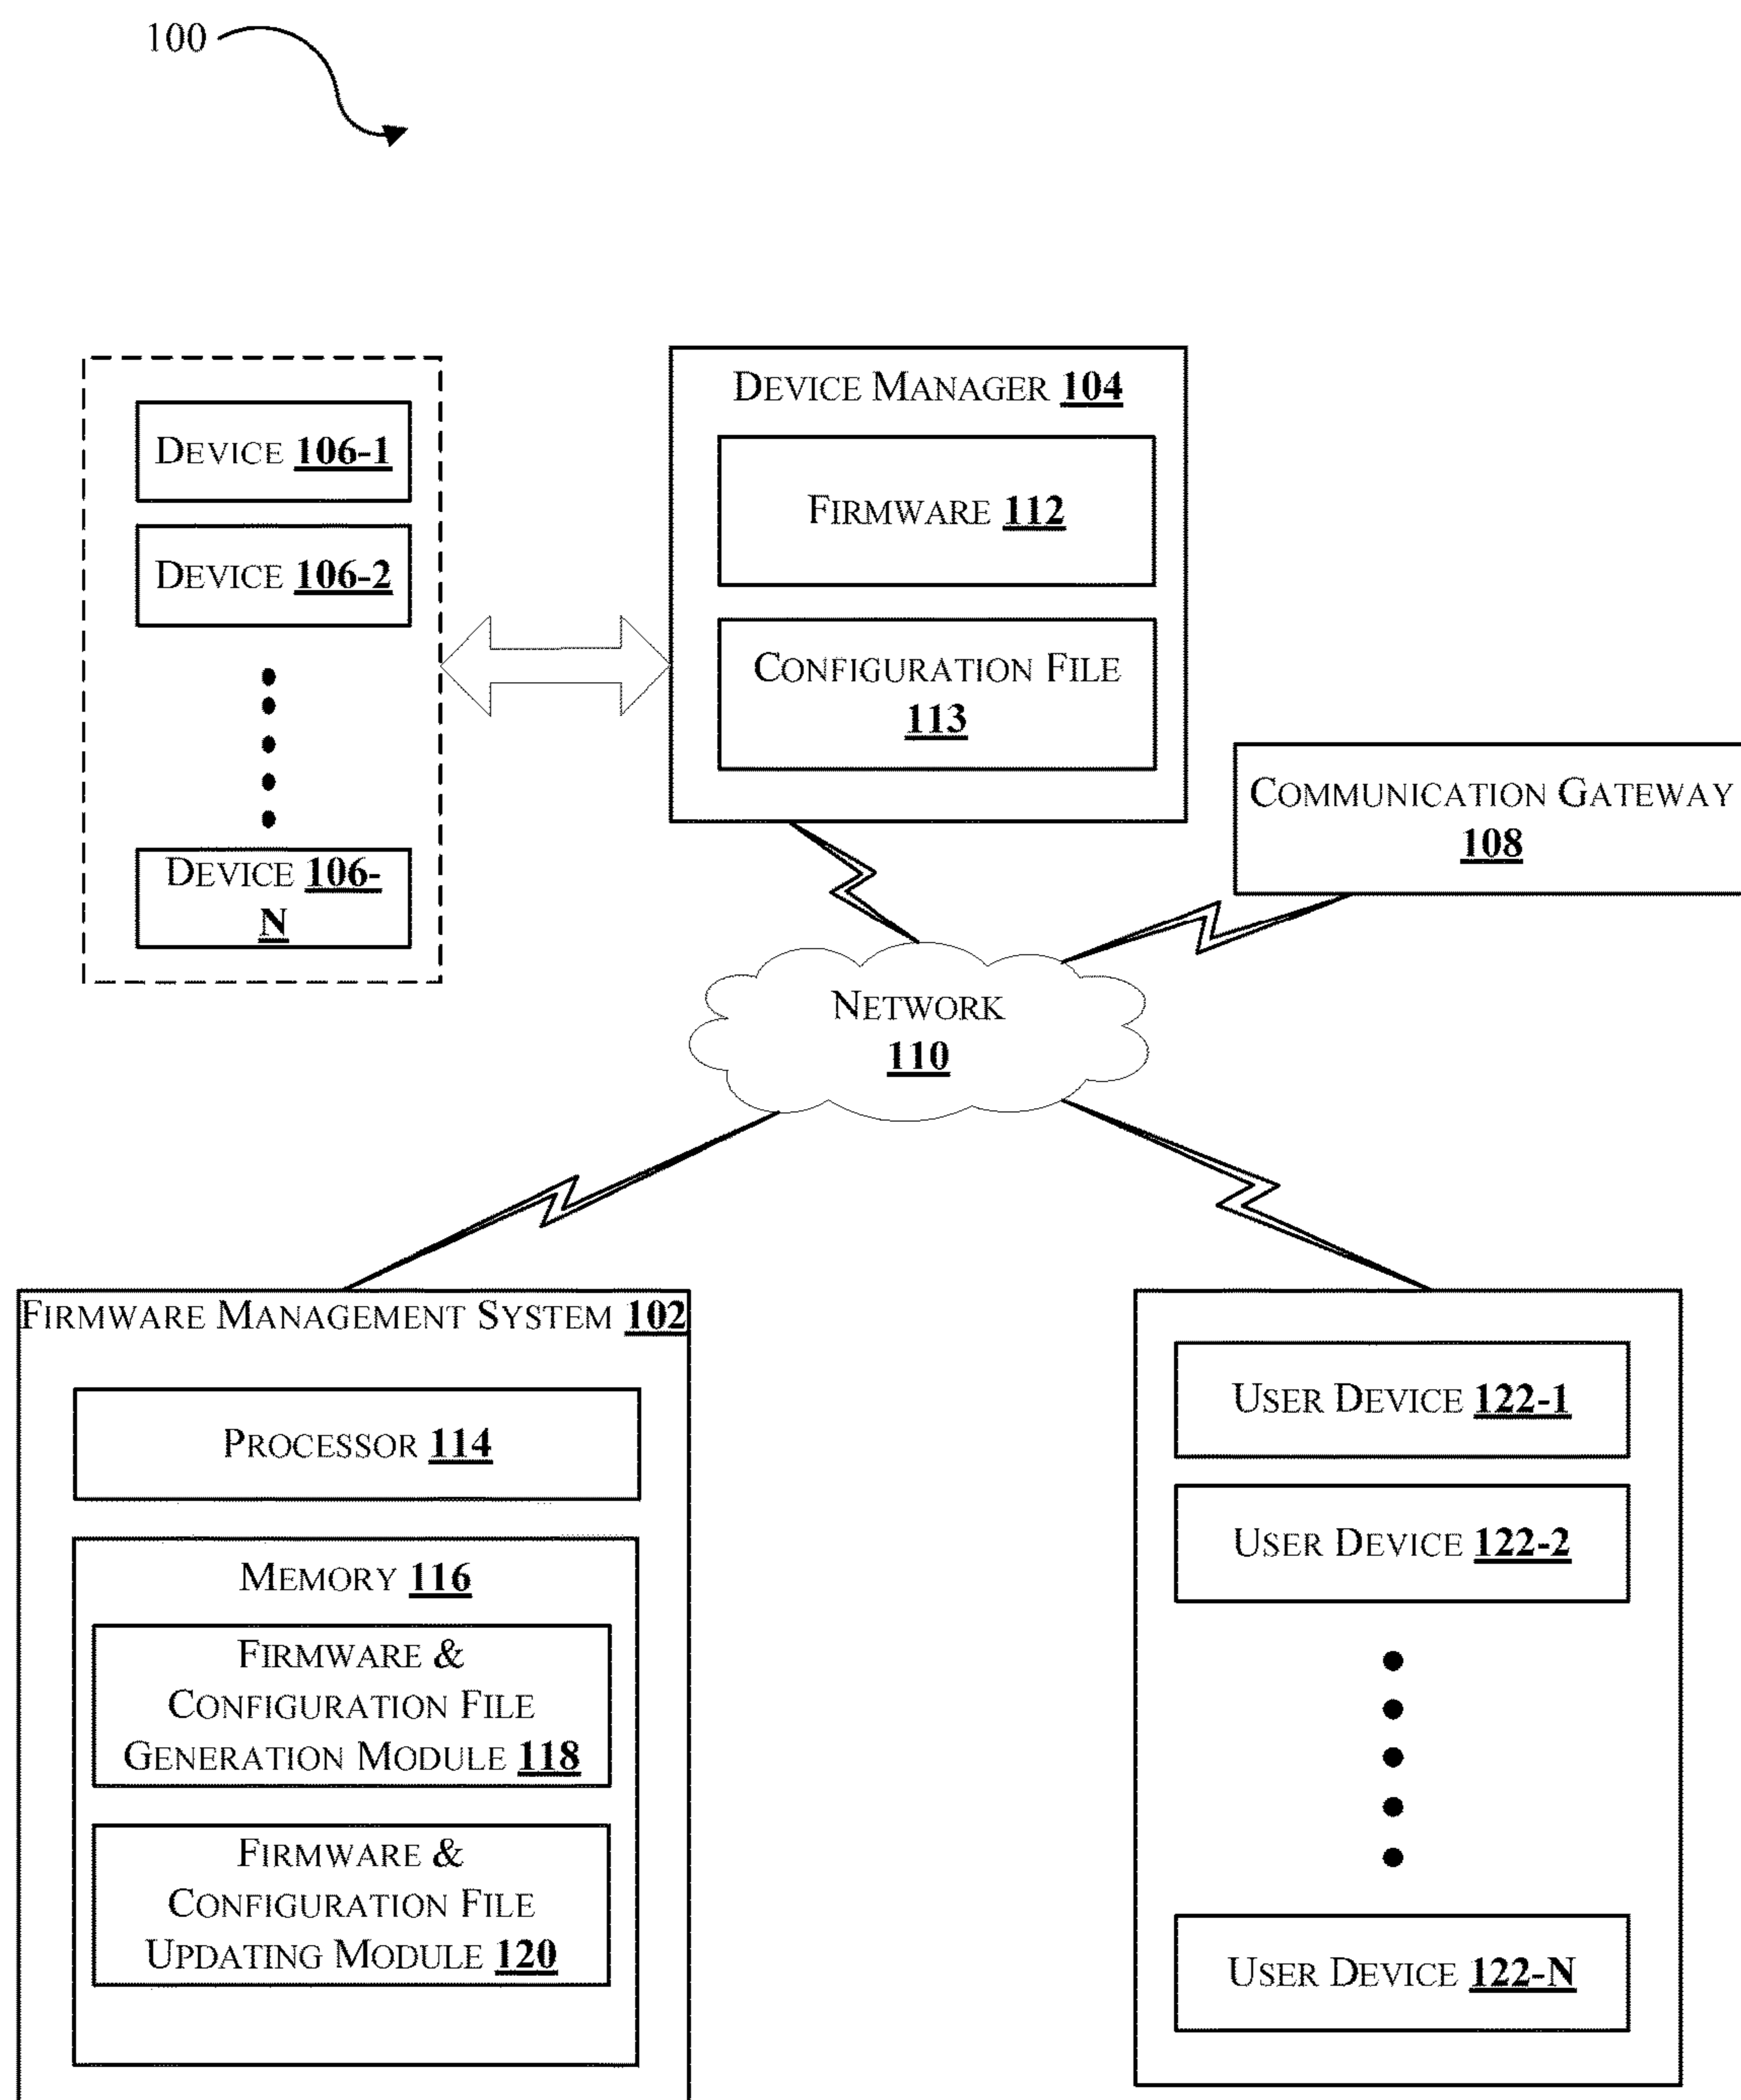 100
DEVICE MANAGER 104
DEVICE 106-1
FIRMWARE 112
DEVICE 106-2
CONFIGURATION FILE
113
COMMUNICATION GATEWAY
108
DEVICE 106-
N
NETWORK
110
FIRMWARE MANAGEMENT SYSTEM 102
PROCESSOR 114
MEMORY 116
FIRMWARE &
CONFIGURATION FILE
GENERATION MODULE 118
FIRMWARE &
CONFIGURATION FILE
UPDATING MODULE 120
USER DEVICE 122-1
USER DEVICE 122-2
USER DEVICE 122-N